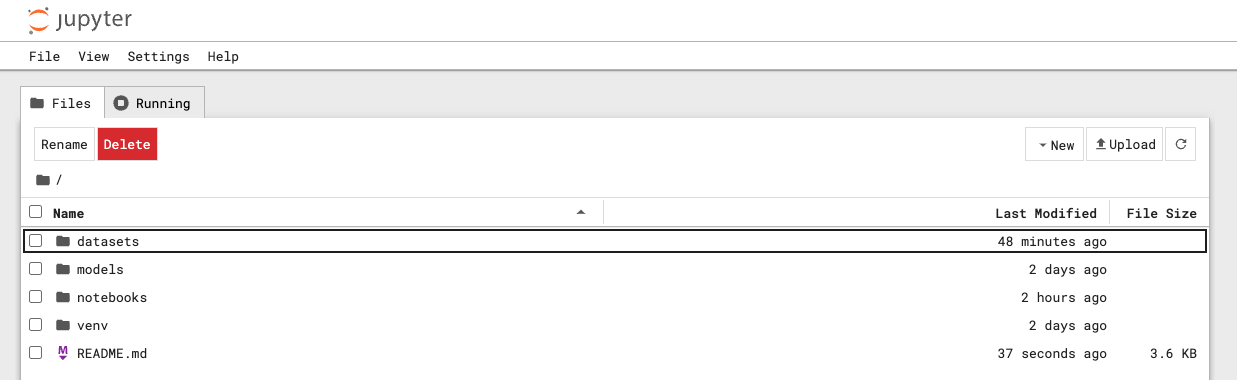 jupyter
File View Settings Help
Files Running
Rename Delete New Upload
/
Name Last Modified File Size
datasets 48 minutes ago
models 2 days ago
notebooks 2 hours ago
venv 2 days ago
M README.md 37 seconds ago 3.6 KB